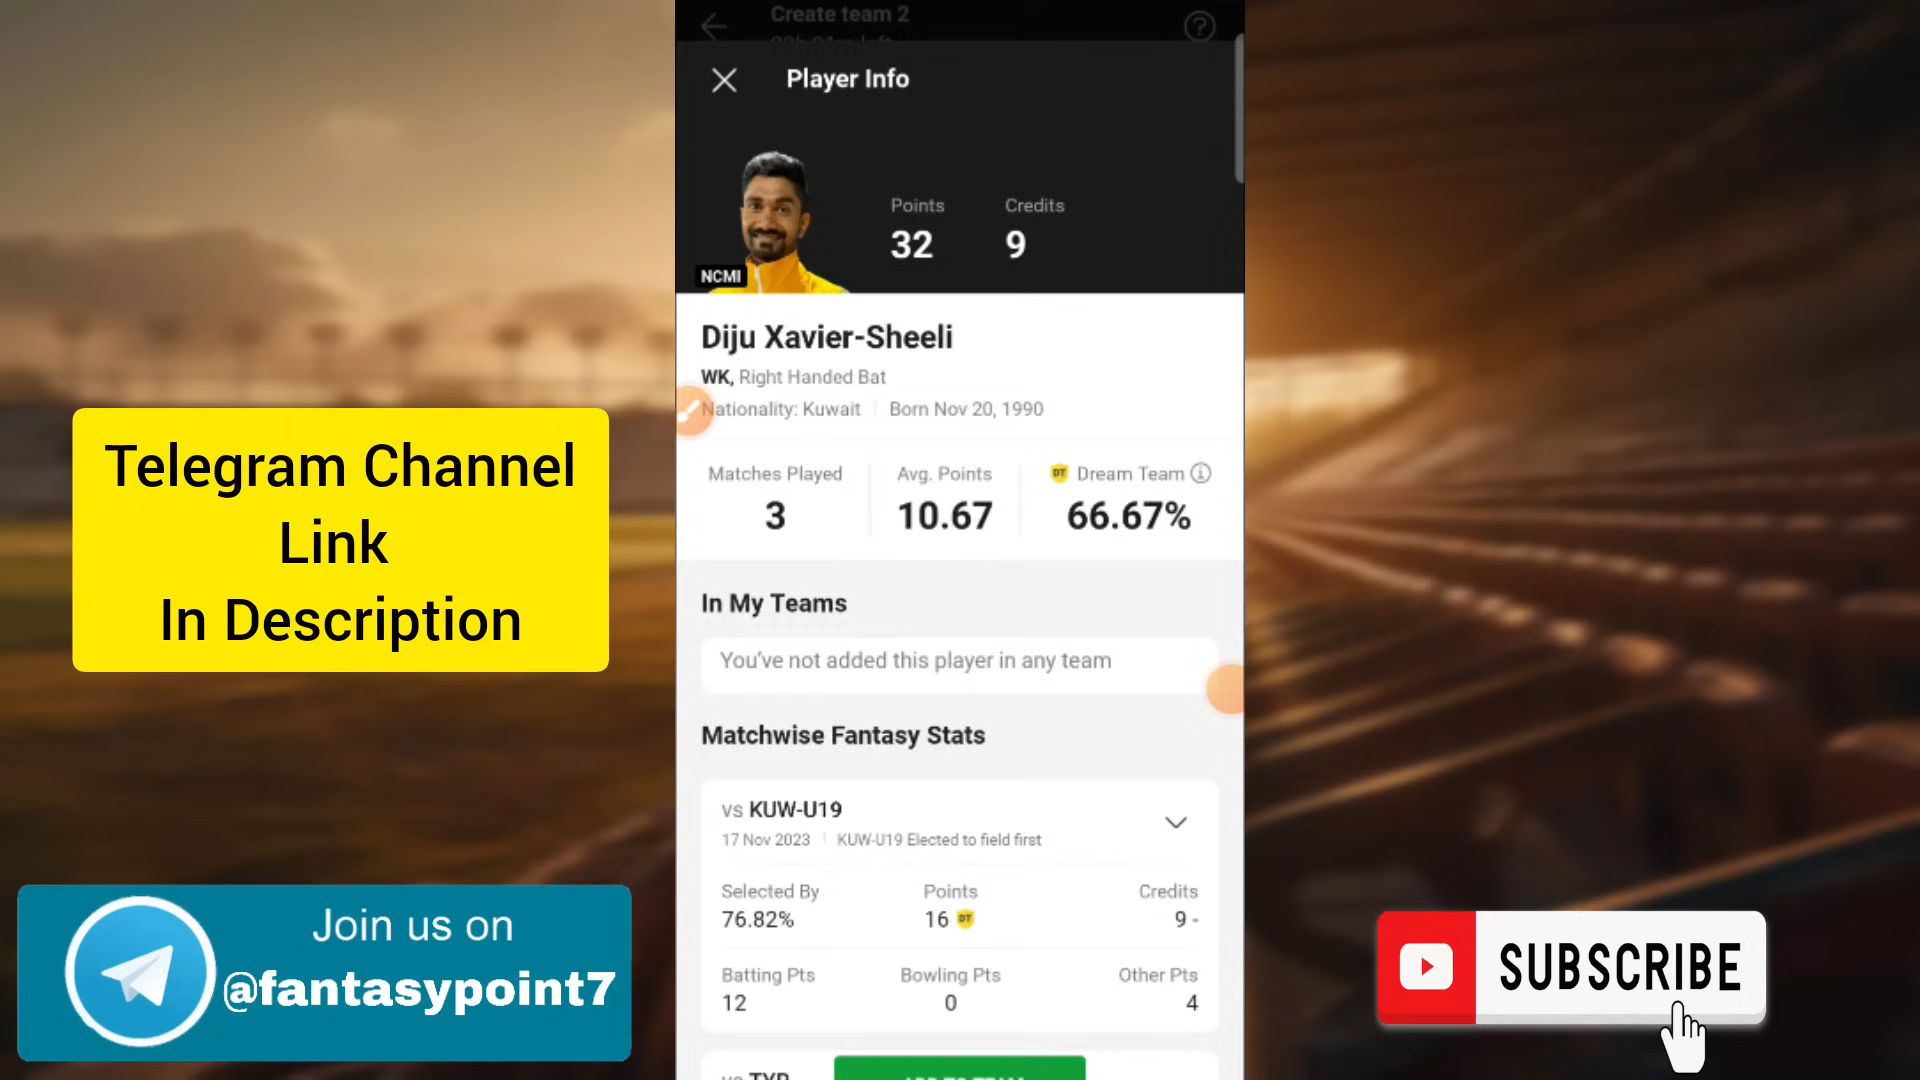 Create team 2
Player Info
Points
Credits
32
9
NCMI
Diju Xavier-Sheeli
WK, Right Handed Bat
Nationality: Kuwait
Born Nov 20, 1990
Matches Played
Avg. Points
DT Dream Team
3
10.67
66.67%
In My Teams
You've not added this player in any team
Matchwise Fantasy Stats
vs KUW-U19
17 Nov 2023
KUW-U19 Elected to field first
Selected By
Points
Credits
76.82%
16 DT
9 -
Batting Pts
Bowling Pts
Other Pts
12
0
4
Telegram Channel
Link
In Description
Join us on
@fantasypoint7
SUBSCRIBE